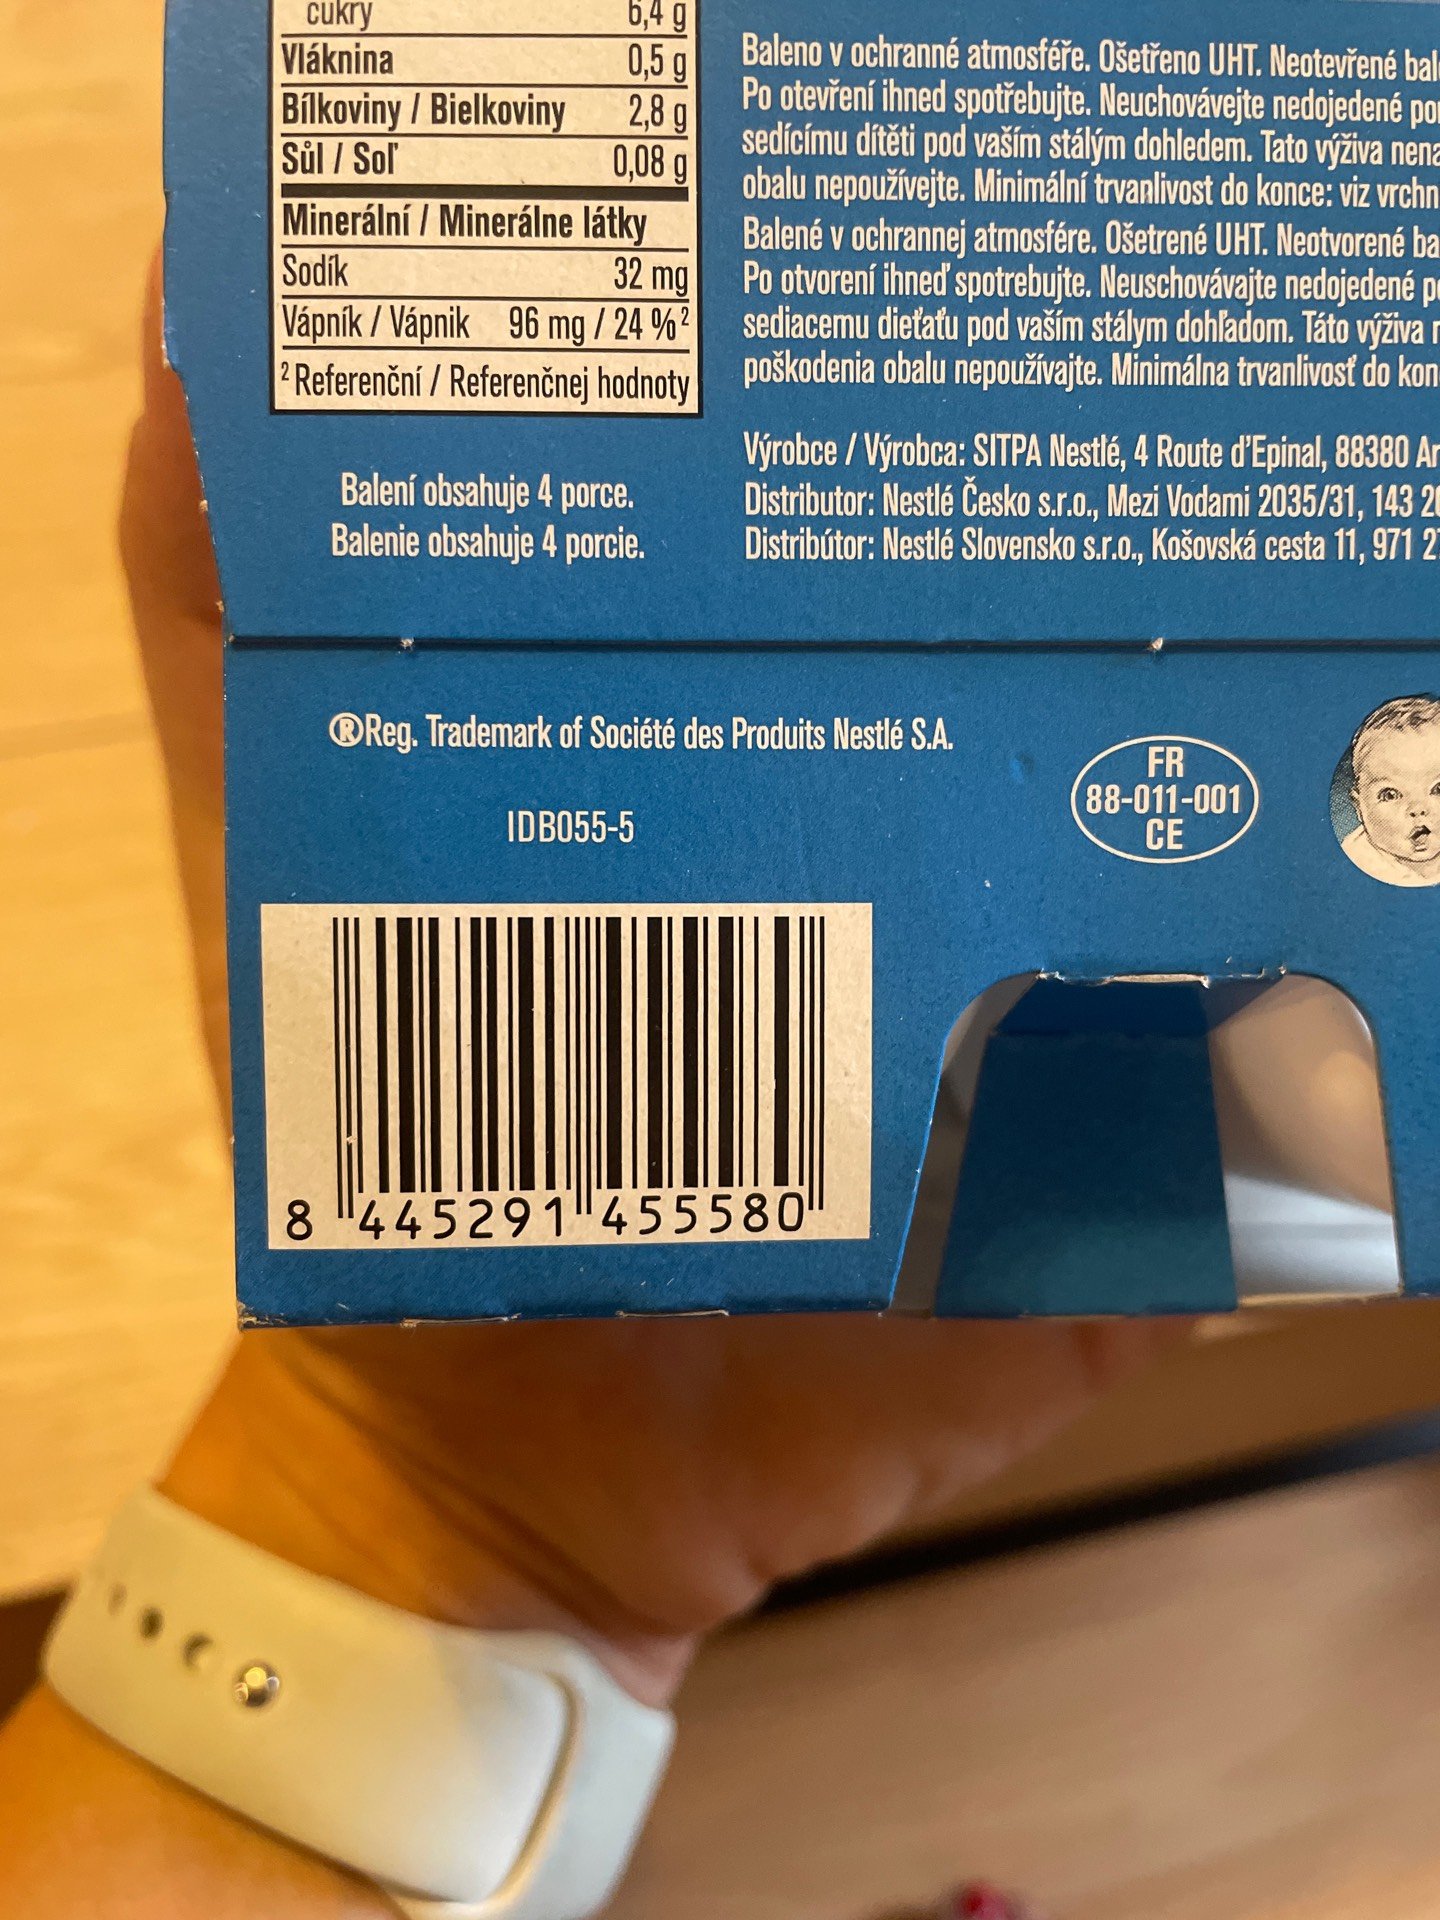 cukry 6,4 g
Vláknina 0,5 g
Bílkoviny / Bielkoviny 2,8 g
Sůl / Soľ 0,08 g
Minerální / Minerálne látky
Sodík 32 mg
Vápník / Vápnik 96 mg / 24 %²
² Referenční / Referenčnej hodnoty
Balení obsahuje 4 porce.
Balenie obsahuje 4 porcie.
Baleno v ochranné atmosféře. Ošetřeno UHT. Neotevřené
Po otevření ihned spotřebujte. Neuchovávejte nedojedené
sedícímu dítěti pod vaším stálým dohledem. Tato výživa
obalu nepoužívejte. Minimální trvanlivost do konce: viz
Balené v ochrannej atmosfére. Ošetrené UHT. Neotvorené
Po otvorení ihneď spotrebujte. Neuschovávajte nedojedené
sediacemu dieťaťu pod vaším stálym dohľadom. Táto výživa
poškodenia obalu nepoužívajte. Minimálna trvanlivosť do
Výrobce / Výrobca: SITPA Nestlé, 4 Route d'Epinal, 88380
Distributor: Nestlé Česko s.r.o., Mezi Vodami 2035/31, 143
Distribútor: Nestlé Slovensko s.r.o., Košovská cesta 11, 971
®Reg. Trademark of Société des Produits Nestlé S.A.
IDB055-5
FR
88-011-001
CE
8 445291 455580